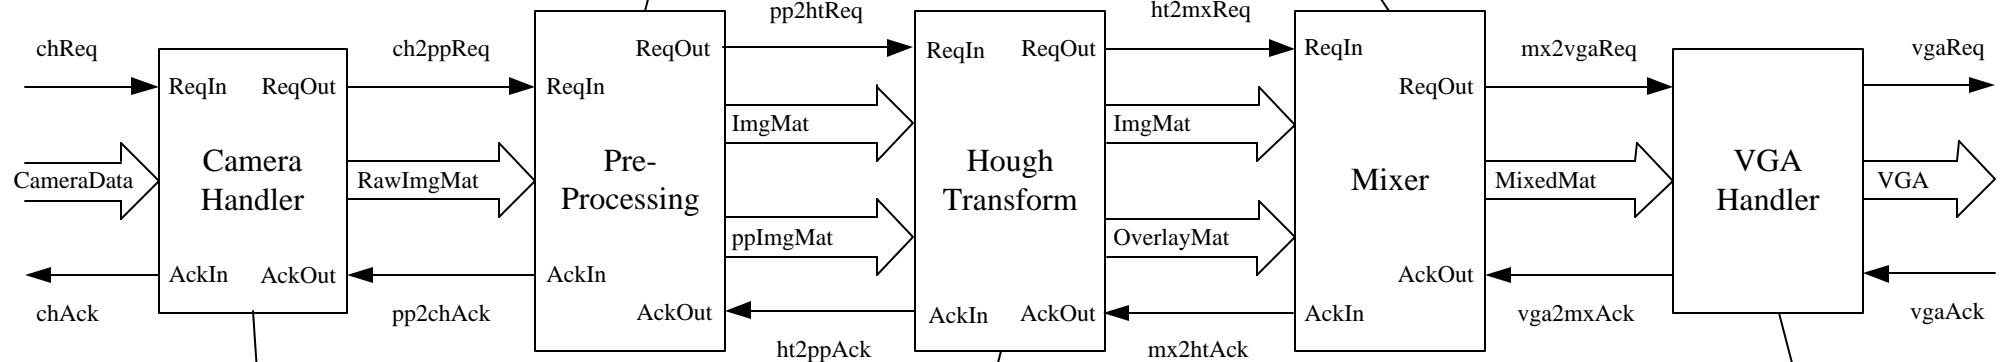 chReq
CameraData
chAck
ReqIn
ReqOut
Camera
Handler
AckIn
AckOut
ch2ppReq
RawImgMat
pp2chAck
ReqOut
ReqIn
Pre-
Processing
AckIn
AckOut
pp2htReq
ImgMat
ppImgMat
ht2ppAck
ReqIn
ReqOut
Hough
Transform
AckIn
AckOut
ht2mxReq
ImgMat
OverlayMat
mx2htAck
ReqIn
ReqOut
Mixer
AckOut
AckIn
mx2vgaReq
MixedMat
vga2mxAck
VGA
Handler
vgaReq
VGA
vgaAck